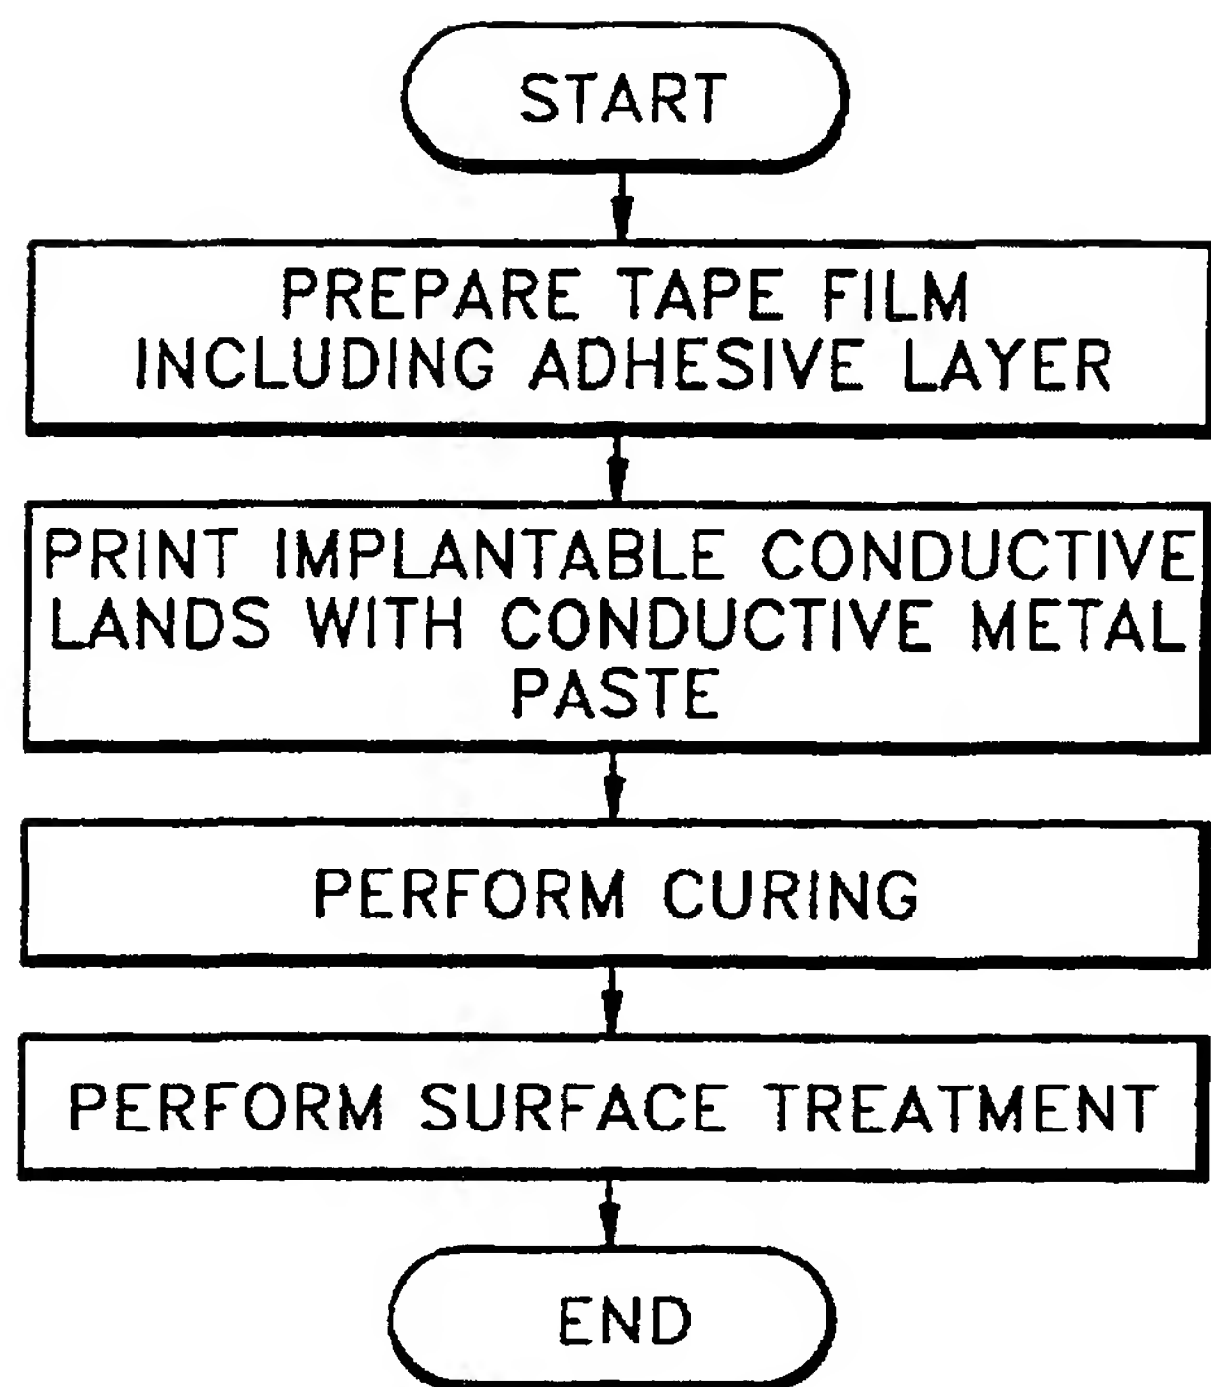 START
PREPARE TAPE FILM
INCLUDING ADHESIVE LAYER
PRINT IMPLANTABLE CONDUCTIVE
LANDS WITH CONDUCTIVE METAL
PASTE
PERFORM CURING
PERFORM SURFACE TREATMENT
END